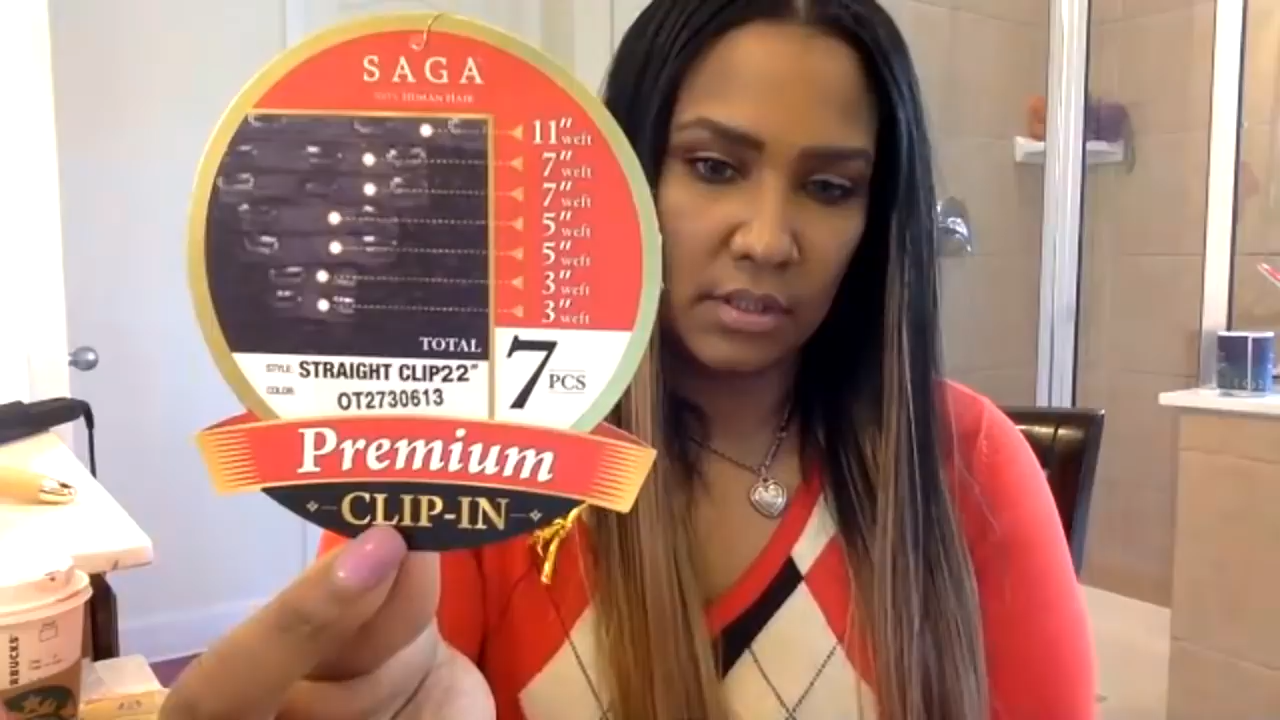 SAGA
100% HUMAN HAIR
11" weft
7" weft
7" weft
5" weft
5" weft
3" weft
3" weft
TOTAL
7 PCS
STYLE: STRAIGHT CLIP22"
COLOR: OT2730613
Premium
CLIP-IN